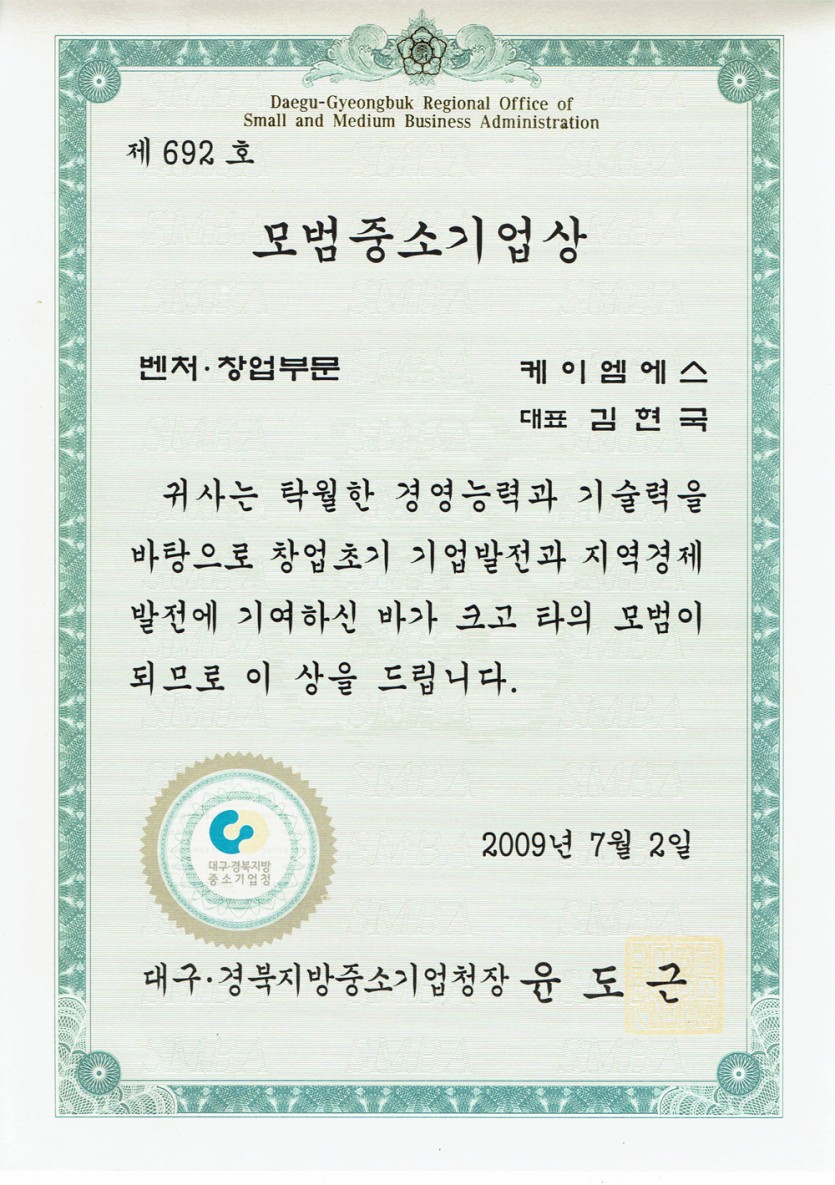 Daegu-Gyeongbuk Regional Office of
Small and Medium Business Administration
제 692 호
모범중소기업상
벤처·창업부문
케이엠에스
대표 김현국
귀사는 탁월한 경영능력과 기술력을
바탕으로 창업초기 기업발전과 지역경제
발전에 기여하신 바가 크고 타의 모범이
되므로 이 상을 드립니다.
대구·경북지방
중소기업청
2009년 7월 2일
대구·경북지방중소기업청장 윤도근